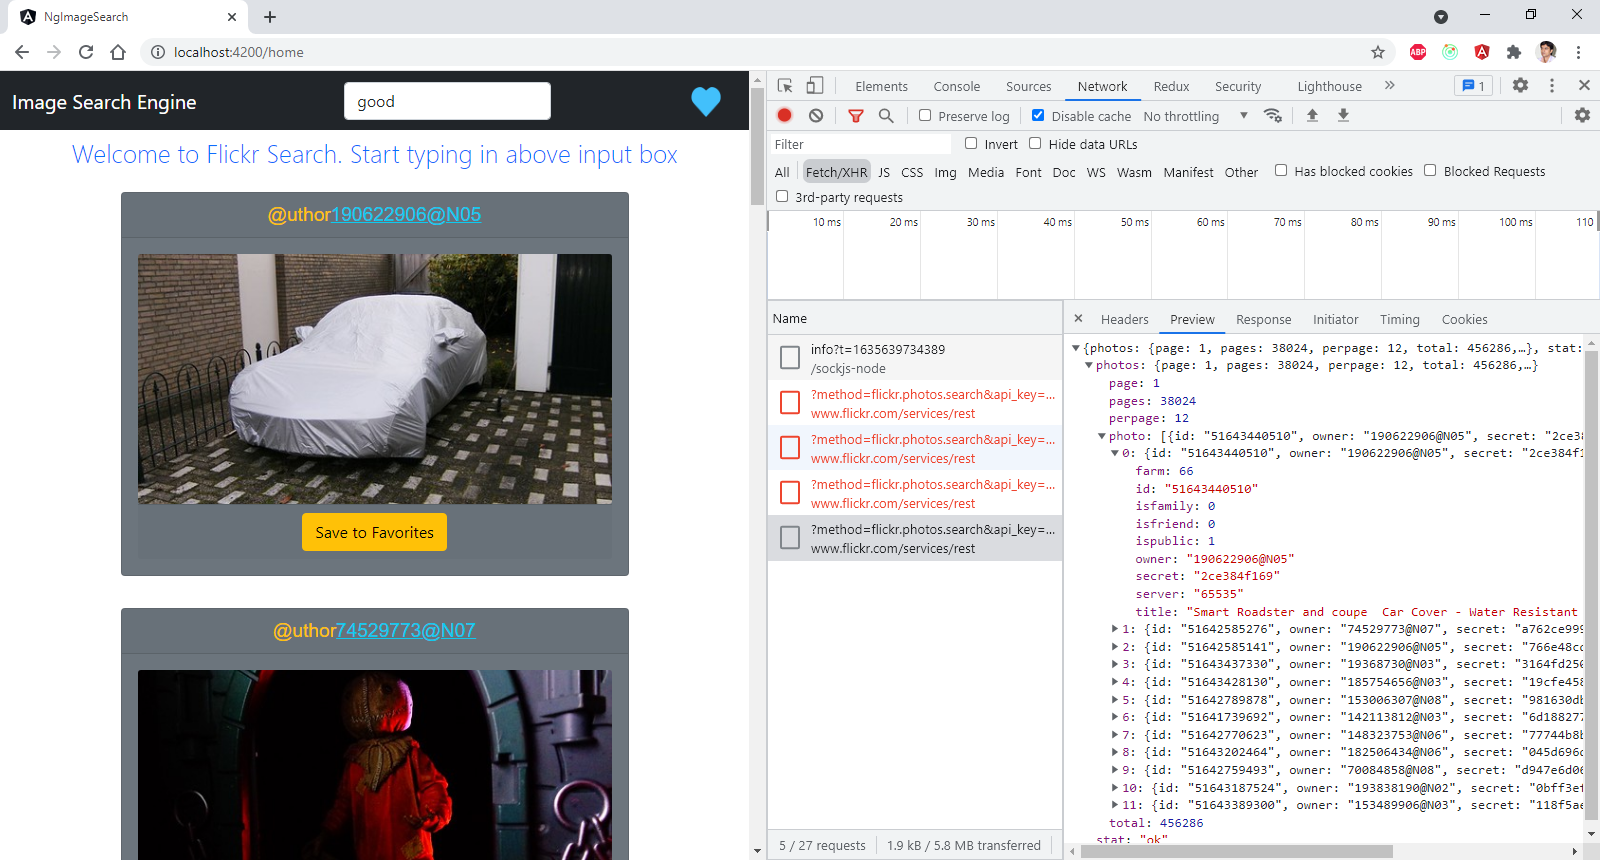 NgImageSearch
localhost:4200/home
ABP
Image Search Engine
good
Welcome to Flickr Search. Start typing in above input box
@uthor190622906@N05
Save to Favorites
@uthor74529773@N07
Elements Console Sources Network Redux Security Lighthouse » 1
Preserve log Disable cache No throttling
Filter Invert Hide data URLs
All Fetch/XHR JS CSS Img Media Font Doc WS Wasm Manifest Other Has blocked cookies Blocked Requests
3rd-party requests
10 ms 20 ms 30 ms 40 ms 50 ms 60 ms 70 ms 80 ms 90 ms 100 ms 110
Name
info?t=1635639734389
/sockjs-node
?method=flickr.photos.search&api_key=...
www.flickr.com/services/rest
?method=flickr.photos.search&api_key=...
www.flickr.com/services/rest
?method=flickr.photos.search&api_key=...
www.flickr.com/services/rest
?method=flickr.photos.search&api_key=...
www.flickr.com/services/rest
5 / 27 requests 1.9 kB / 5.8 MB transferred
Headers Preview Response Initiator Timing Cookies
{photos: {page: 1, pages: 38024, perpage: 12, total: 456286,…}, stat:
photos: {page: 1, pages: 38024, perpage: 12, total: 456286,…}
page: 1
pages: 38024
perpage: 12
photo: [{id: "51643440510", owner: "190622906@N05", secret: "2ce38
0: {id: "51643440510", owner: "190622906@N05", secret: "2ce384f1
farm: 66
id: "51643440510"
isfamily: 0
isfriend: 0
ispublic: 1
owner: "190622906@N05"
secret: "2ce384f169"
server: "65535"
title: "Smart Roadster and coupe  Car Cover - Water Resistant
1: {id: "51642585276", owner: "74529773@N07", secret: "a762ce999
2: {id: "51642585141", owner: "190622906@N05", secret: "766e48cc
3: {id: "51643437330", owner: "19368730@N03", secret: "3164fd250
4: {id: "51643428130", owner: "185754656@N03", secret: "19cfe458
5: {id: "51642789878", owner: "153006307@N08", secret: "981630db
6: {id: "51641739692", owner: "142113812@N03", secret: "6d188277
7: {id: "51642770623", owner: "148323753@N06", secret: "77744b8b
8: {id: "51643202464", owner: "182506434@N06", secret: "045d696c
9: {id: "51642759493", owner: "70084858@N08", secret: "d947e6d06
10: {id: "51643187524", owner: "193838190@N02", secret: "0bff3ef
11: {id: "51643389300", owner: "153489906@N03", secret: "118f5ae
total: 456286
stat: "ok"